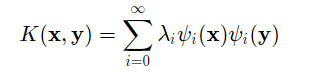 K(x, y) = ∑_{i=0}^{∞} λ_i ψ_i(x) ψ_i(y)